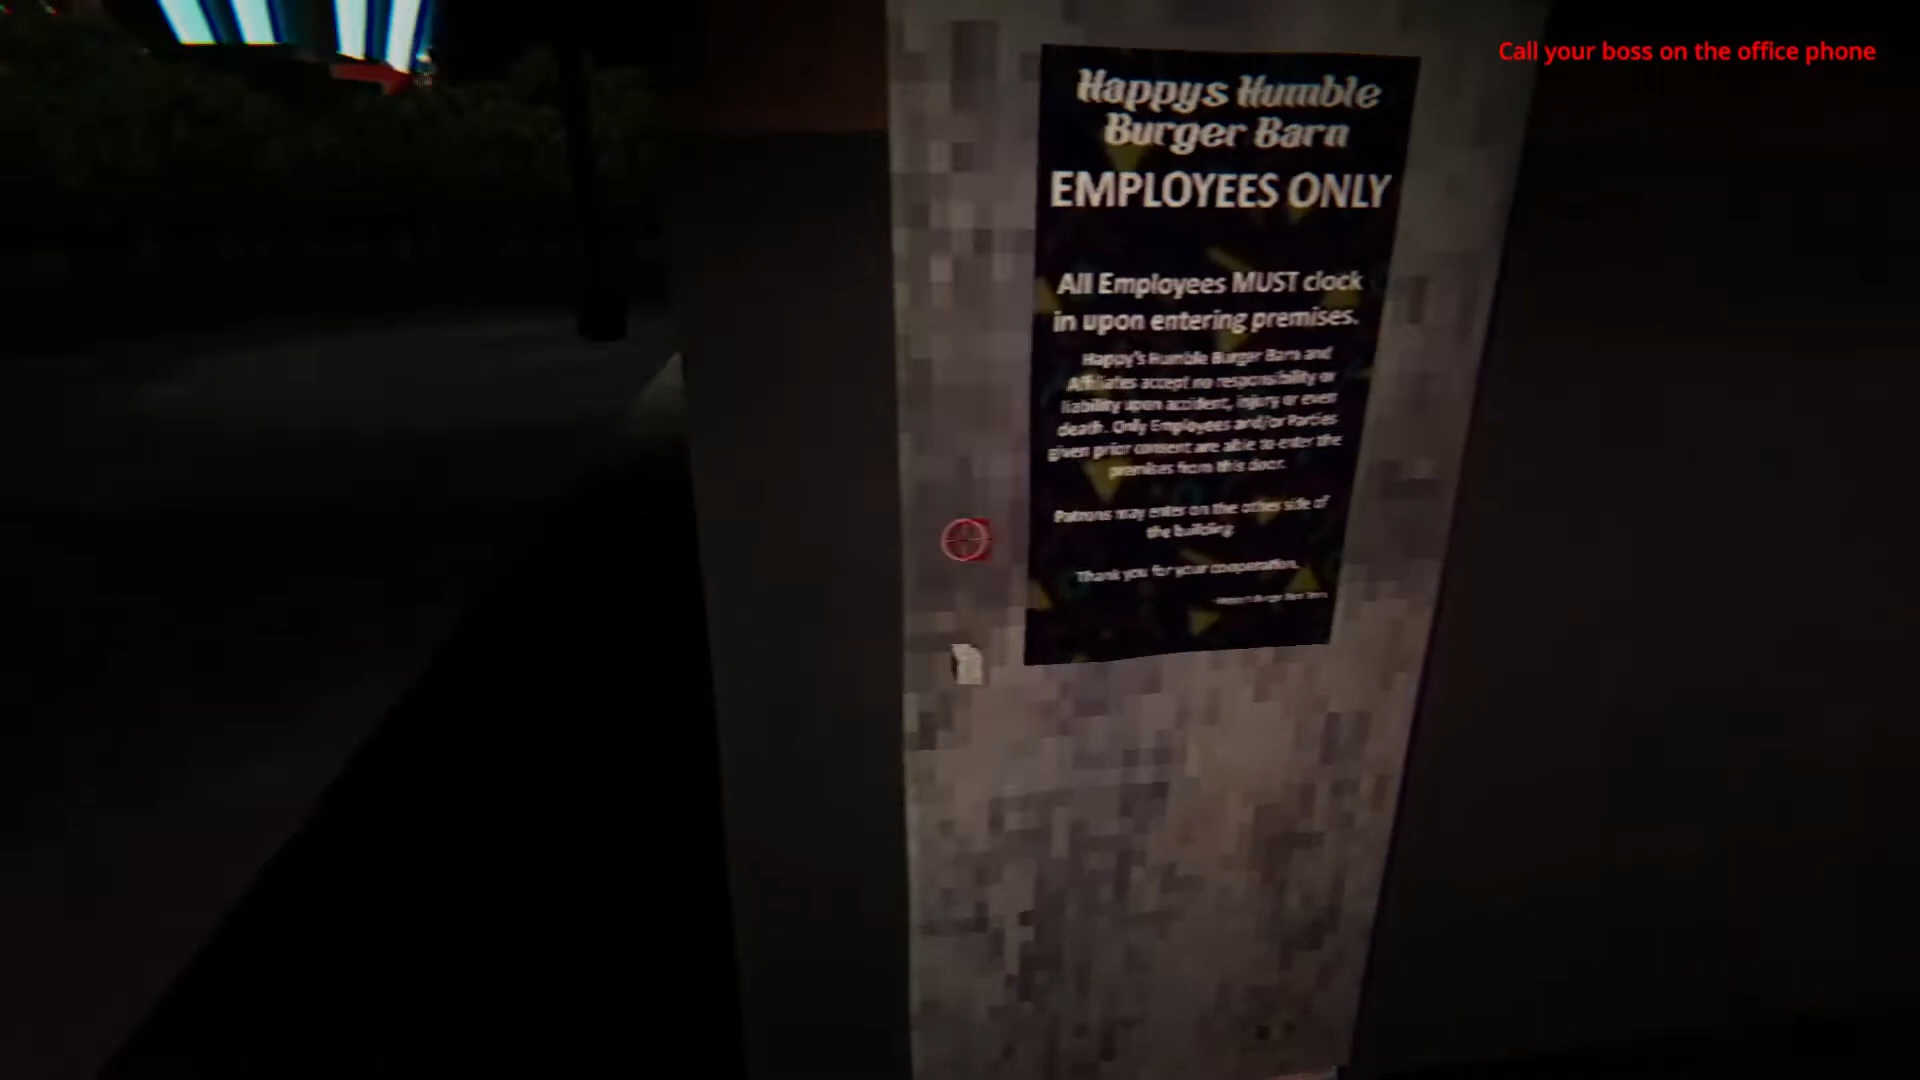 Call your boss on the office phone
Happys Humble
Burger Barn
EMPLOYEES ONLY
All Employees MUST clock
in upon entering premises.
Happy's Humble Burger Barn and
Affiliates accept no responsibility or
liability upon accident, injury or even
death. Only Employees and/or Parties
given prior consent are able to enter the
premises from this door.
Patrons may enter on the other side of
the building.
Thank you for your cooperation.